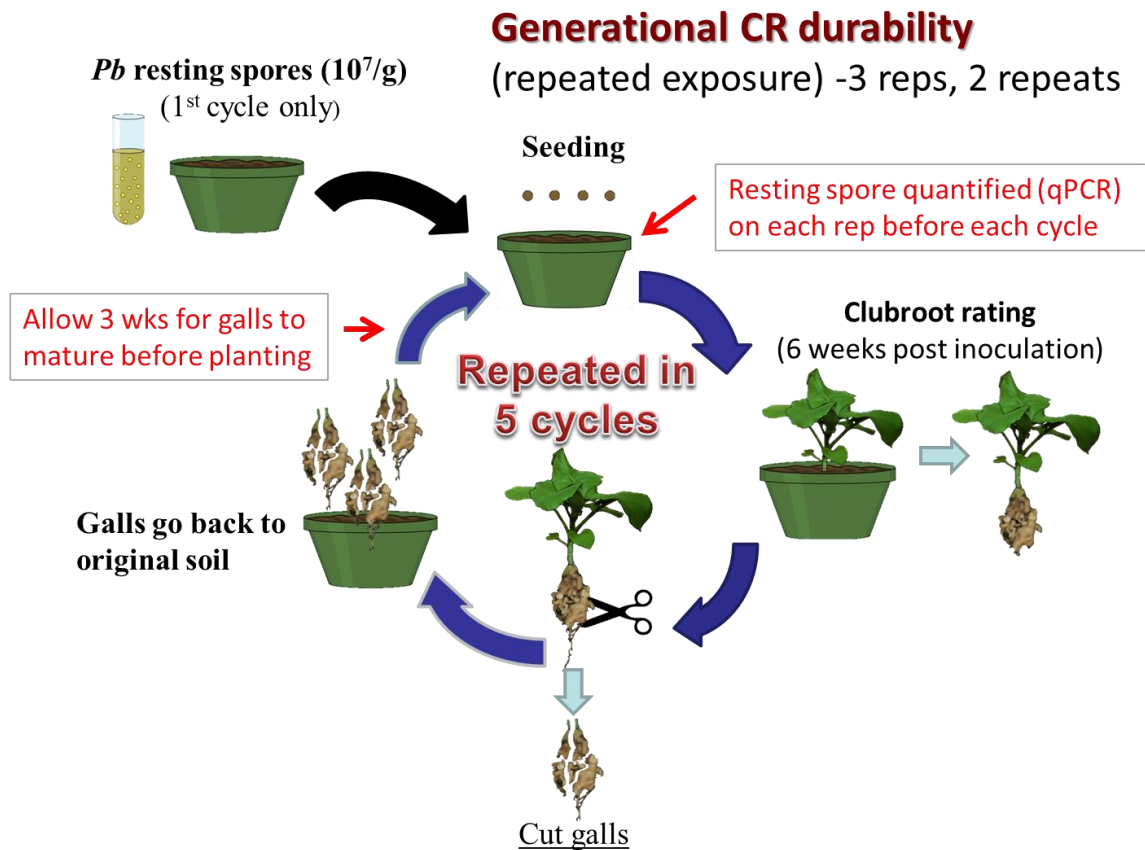 Generational CR durability
(repeated exposure) -3 reps, 2 repeats
Pb resting spores (10⁷/g)
(1st cycle only)
Seeding
Resting spore quantified (qPCR)
on each rep before each cycle
Allow 3 wks for galls to
mature before planting
Clubroot rating
(6 weeks post inoculation)
Repeated in
5 cycles
Galls go back to
original soil
Cut galls